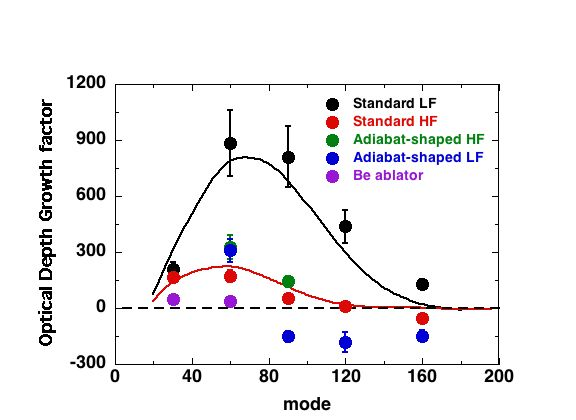 1200
900
600
300
0
-300
Optical Depth Growth factor
Standard LF
Standard HF
Adiabat-shaped HF
Adiabat-shaped LF
Be ablator
0 40 80 120 160 200
mode